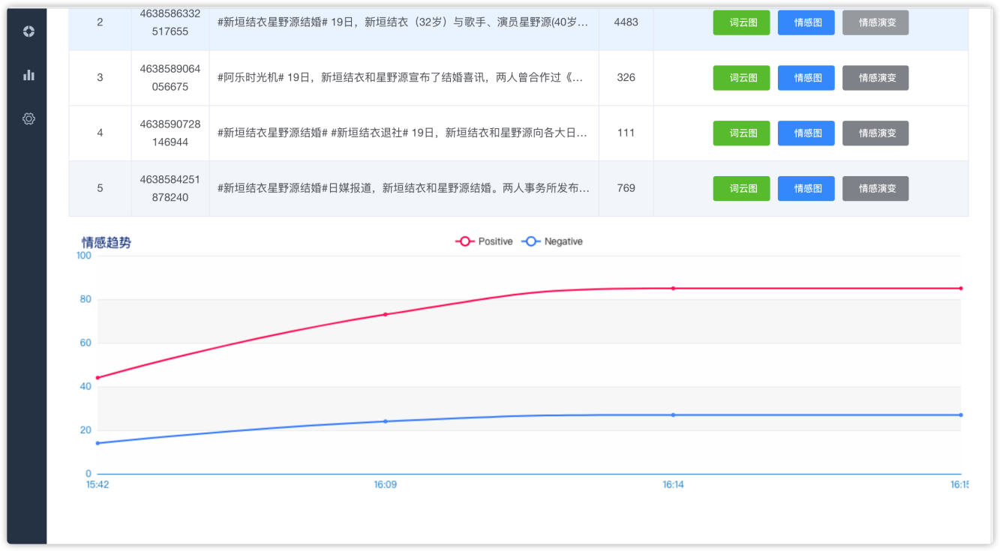 2
4638586332
517655
#新垣结衣星野源结婚# 19日，新垣结衣（32岁）与歌手、演员星野源(40岁...
4483
词云图
情感图
情感演变
3
4638589064
056675
#阿乐时光机# 19日，新垣结衣和星野源宣布了结婚喜讯，两人曾合作过《...
326
词云图
情感图
情感演变
4
4638590728
146944
#新垣结衣星野源结婚# #新垣结衣退社# 19日，新垣结衣和星野源向各大日...
111
词云图
情感图
情感演变
5
4638584251
878240
#新垣结衣星野源结婚#日媒报道，新垣结衣和星野源结婚。两人事务所发布...
769
词云图
情感图
情感演变
情感趋势
Positive
Negative
100
80
60
40
20
0
15:42
16:09
16:14
16:15